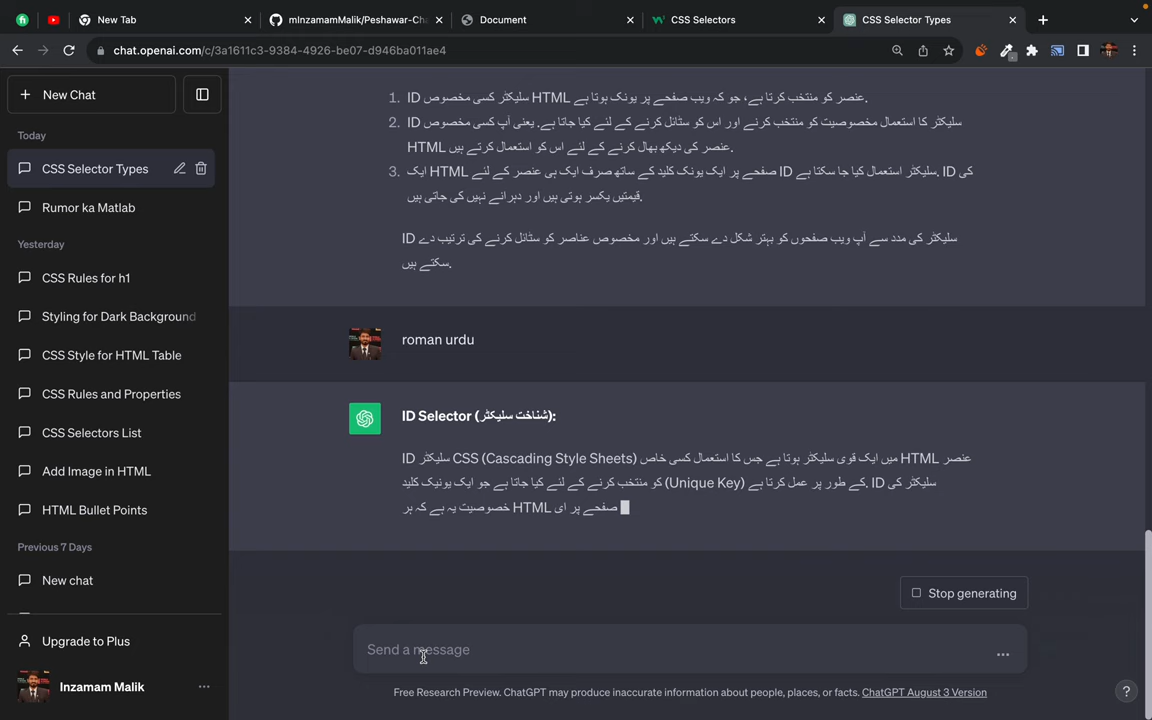 New Tab
mInzamamMalik/Peshawar-Cha
Document
CSS Selectors
CSS Selector Types
chat.openai.com/c/3a1611c3-9384-4926-be07-d946ba011ae4
New Chat
Today
CSS Selector Types
Rumor ka Matlab
Yesterday
CSS Rules for h1
Styling for Dark Background
CSS Style for HTML Table
CSS Rules and Properties
CSS Selectors List
Add Image in HTML
HTML Bullet Points
Previous 7 Days
New chat
Upgrade to Plus
Inzamam Malik
1. ID سلیکٹر کسی مخصوص HTML عنصر کو منتخب کرتا ہے، جو کہ ویب صفحے پر یونک ہوتا ہے.
2. ID سلیکٹر کا استعمال مخصوصیت کو منتخب کرنے اور اس کو سٹائل کرنے کے لئے کیا جاتا ہے. یعنی آپ کسی مخصوص
HTML عنصر کی دیکھ بھال کرنے کے لئے اس کو استعمال کرتے ہیں.
3. ایک HTML صفحے پر ایک یونک کلید کے ساتھ صرف ایک ہی عنصر کے لئے ID سلیکٹر استعمال کیا جا سکتا ہے. ID کی
قیمتیں یکسر ہوتی ہیں اور دہرانے نہیں کی جاتی ہیں.
ID سلیکٹر کی مدد سے آپ ویب صفحوں کو بہتر شکل دے سکتے ہیں اور مخصوص عناصر کو سٹائل کرنے کی ترتیب دے
سکتے ہیں.
roman urdu
ID Selector (شناخت سلیکٹر):
ID سلیکٹر CSS (Cascading Style Sheets) میں ایک قوی سلیکٹر ہوتا ہے جس کا استعمال کسی خاص HTML عنصر
کو منتخب کرنے کے لئے کیا جاتا ہے جو ایک یونیک کلید (Unique Key) کے طور پر عمل کرتا ہے. ID سلیکٹر کی
خصوصیت یہ ہے کہ ہر HTML صفحے پر ای
Stop generating
Send a message
Free Research Preview. ChatGPT may produce inaccurate information about people, places, or facts. ChatGPT August 3 Version